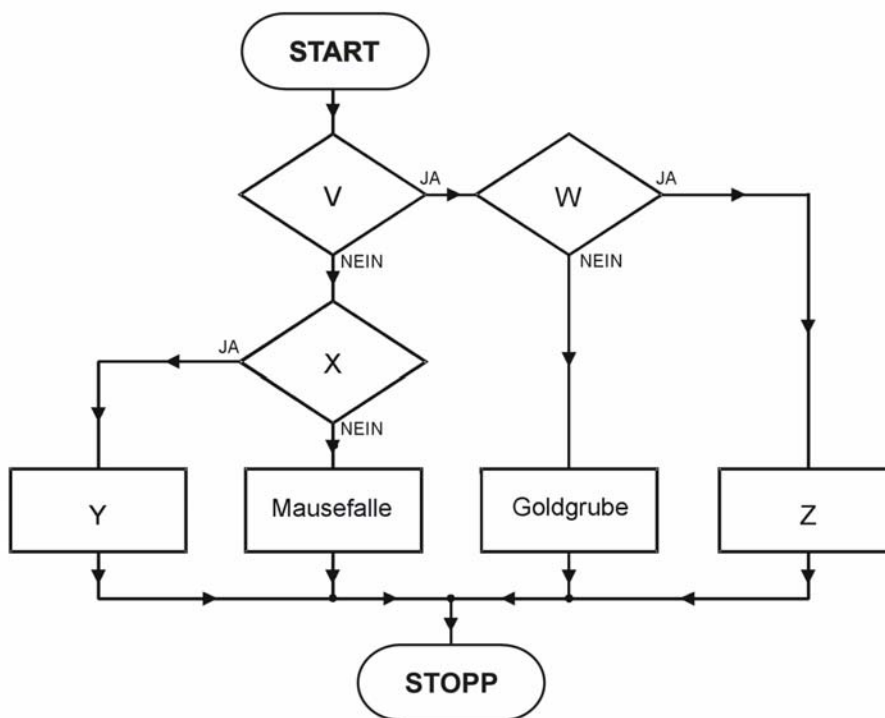 START
V
JA
W
JA
NEIN
NEIN
JA
X
NEIN
Y
Mausefalle
Goldgrube
Z
STOPP